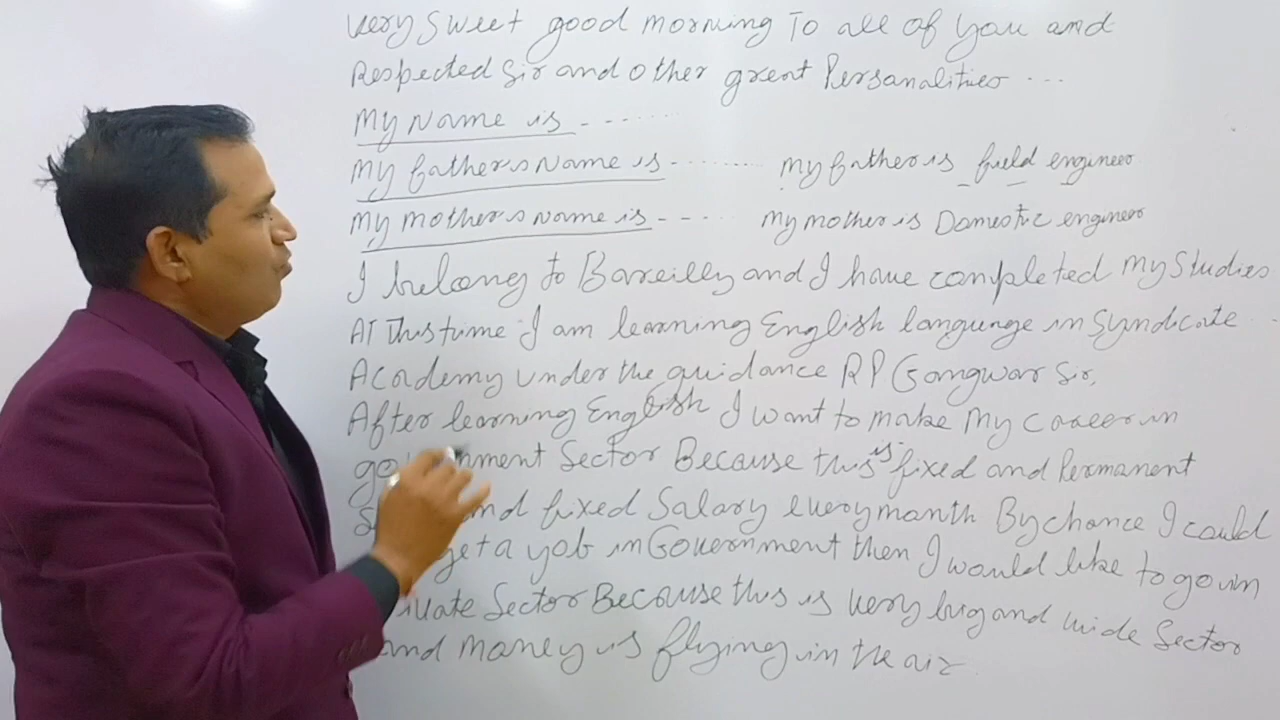 Very sweet good morning To all of you and
Respected Sir and other great Personalities ...
My Name is - - .......
My father's Name is - ......... my father is field engineer
My mother's Name is - - - .... my mother is Domestic engineer
I belong to Bareilly and I have completed my studies
At This time I am learning English language in Syndicate - -
Academy under the guidance RP Gangwar Sir,
After learning English I want to make my career in
nment Sector Because this is fixed and Permanent
and fixed Salary every month By chance I could
get a job in Government then I would like to go in
Sector Because this is very big and wide Sector
and money is flying in the air